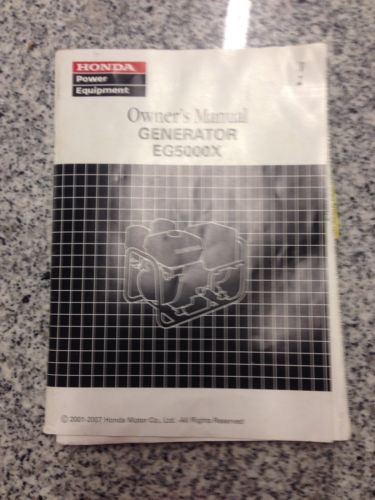 HONDA
Power
Equipment
Owner's Manual
GENERATOR
EG5000X
© 2001-2007 Honda Motor Co., Ltd. -All Rights Reserved